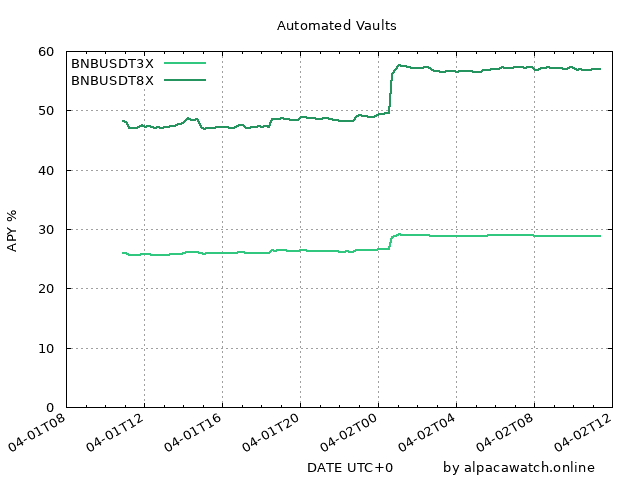 Automated Vaults
BNBUSDT3X
BNBUSDT8X
APY %
60
50
40
30
20
10
0
04-01T08
04-01T12
04-01T16
04-01T20
04-02T00
04-02T04
04-02T08
04-02T12
DATE UTC+0
by alpacawatch.online